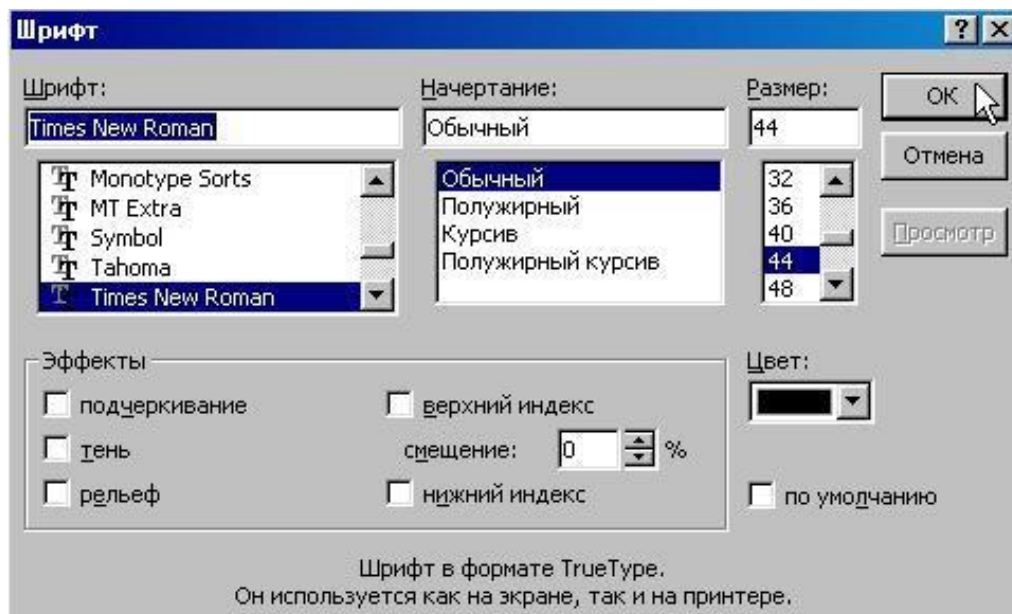 Шрифт
Шрифт:
Начертание:
Размер:
Times New Roman
Обычный
44
OK
Отмена
Просмотр
Monotype Sorts
MT Extra
Symbol
Tahoma
Times New Roman
Обычный
Полужирный
Курсив
Полужирный курсив
32
36
40
44
48
Эффекты
подчеркивание
тень
рельеф
верхний индекс
смещение: 0 %
нижний индекс
Цвет:
по умолчанию
Шрифт в формате TrueType.
Он используется как на экране, так и на принтере.